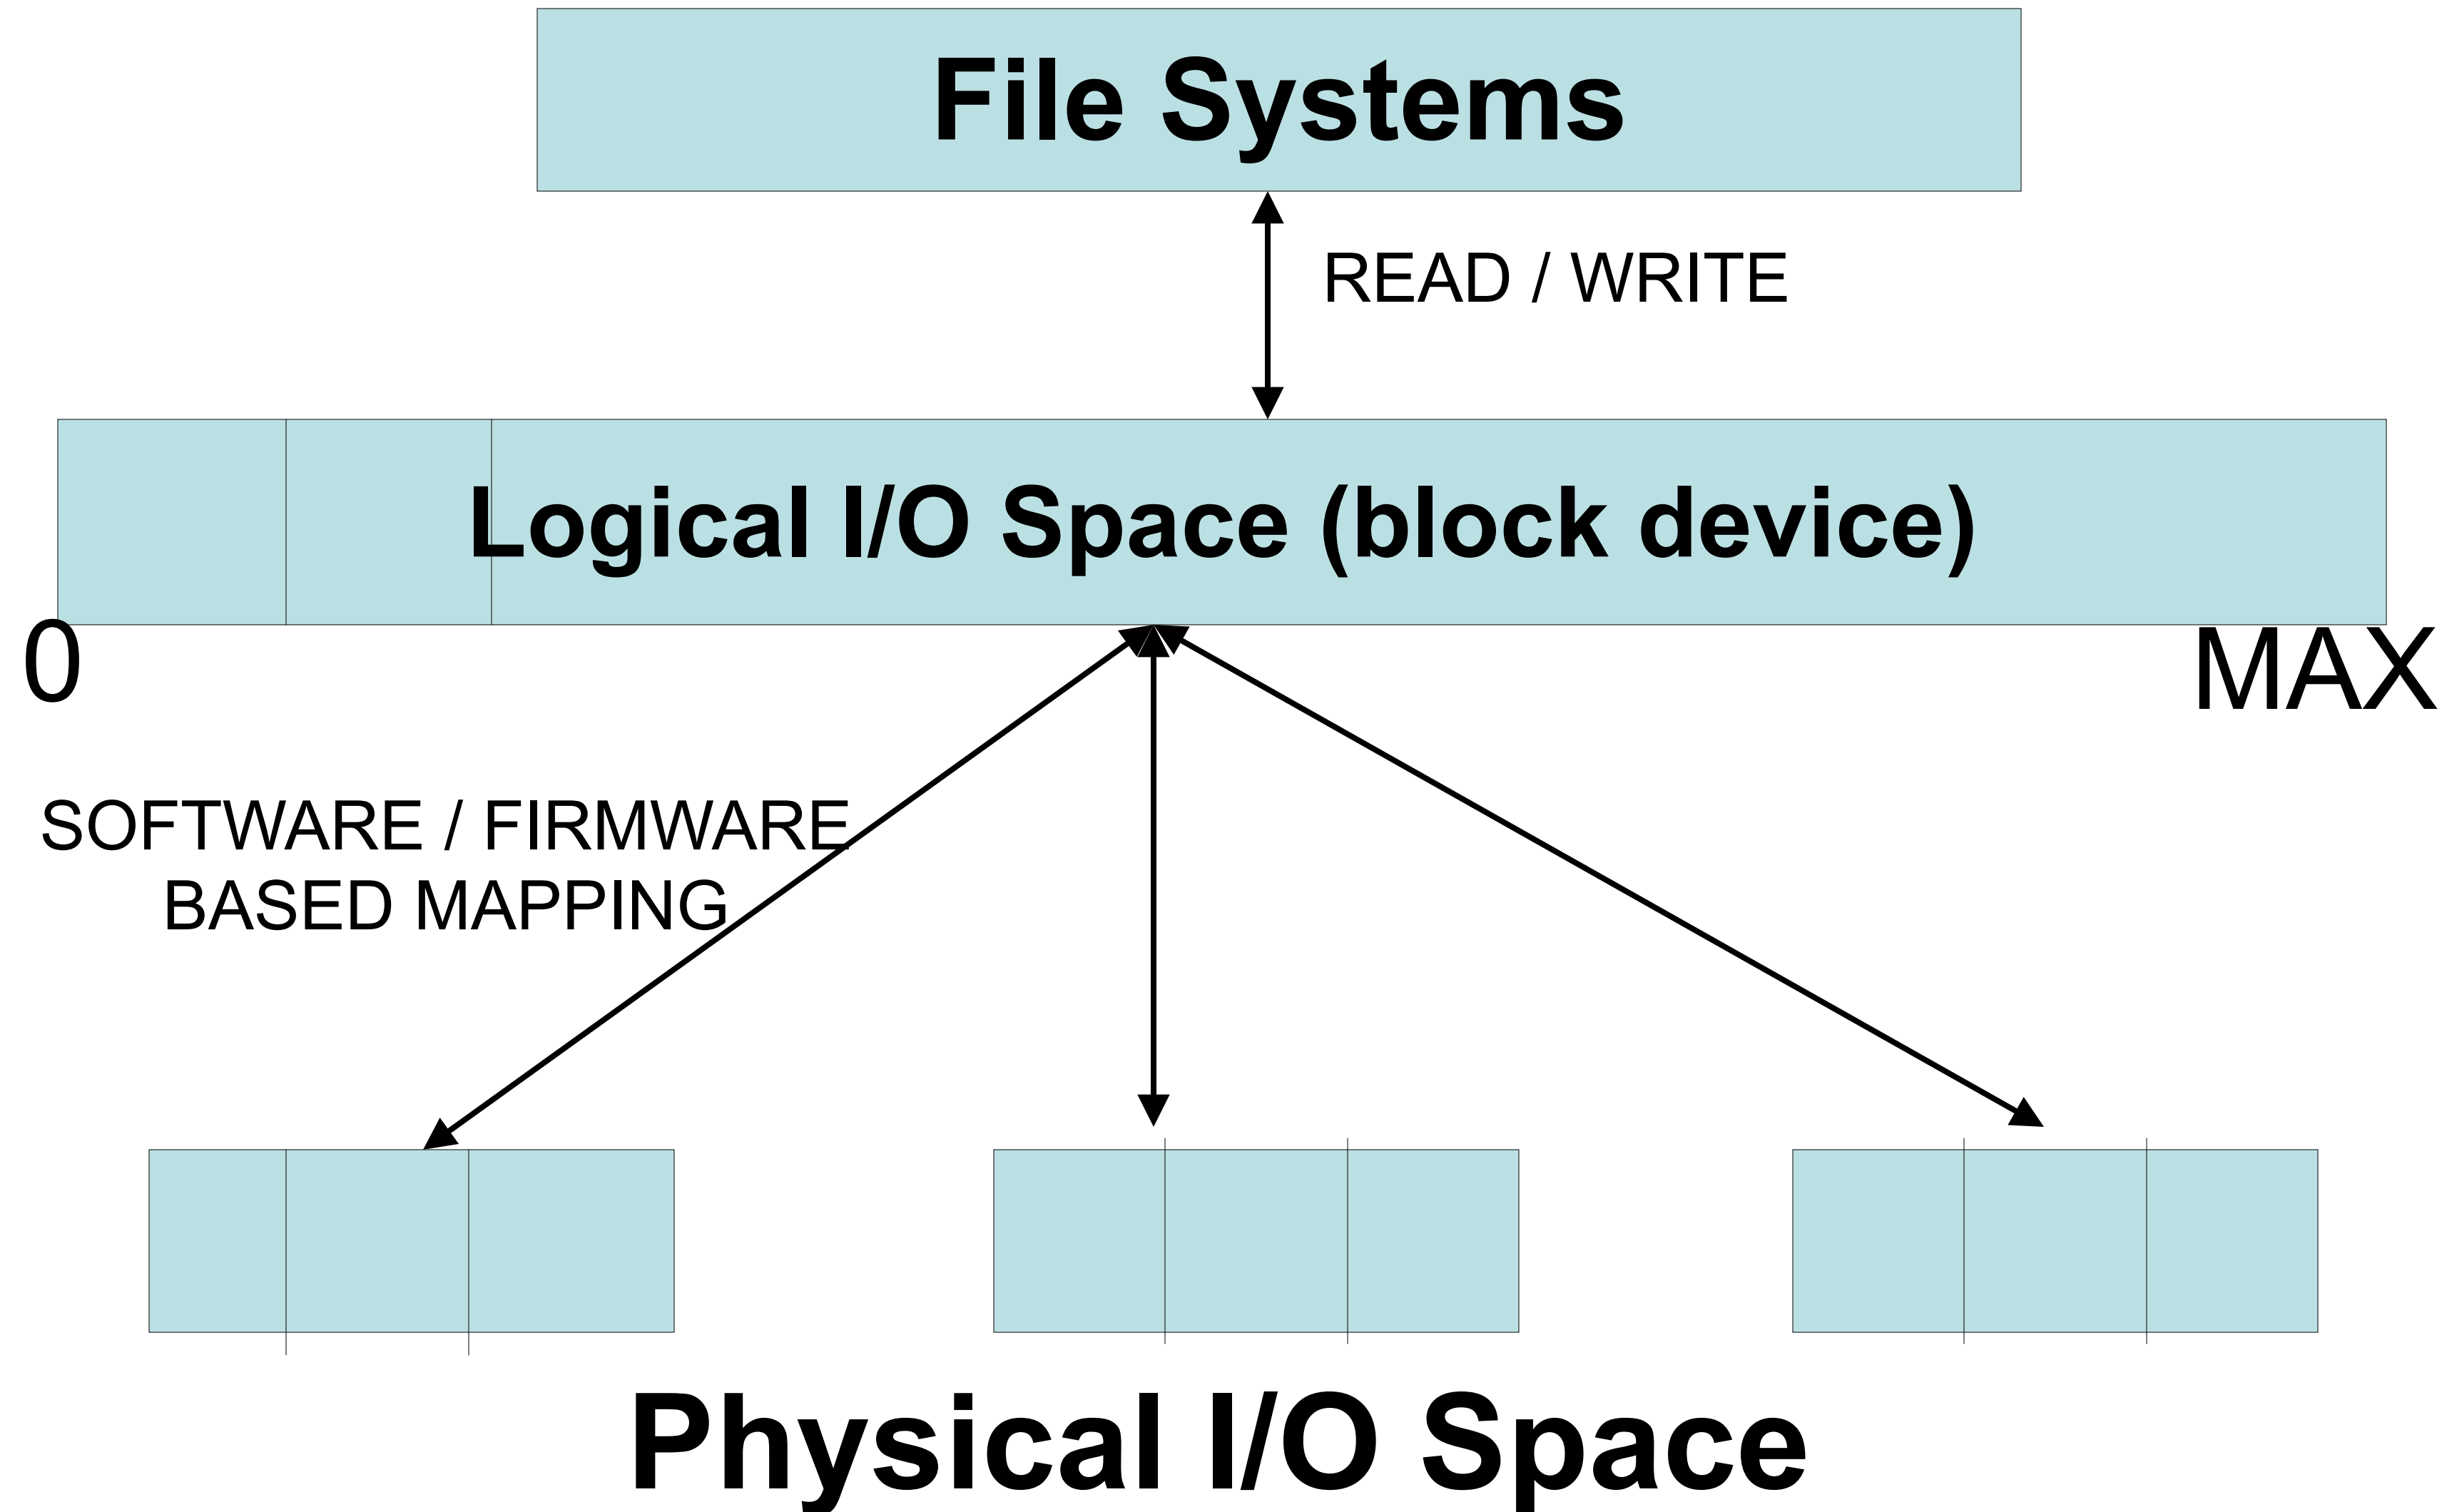 File Systems
READ / WRITE
Logical I/O Space (block device)
0
MAX
SOFTWARE / FIRMWARE
BASED MAPPING
Physical I/O Space